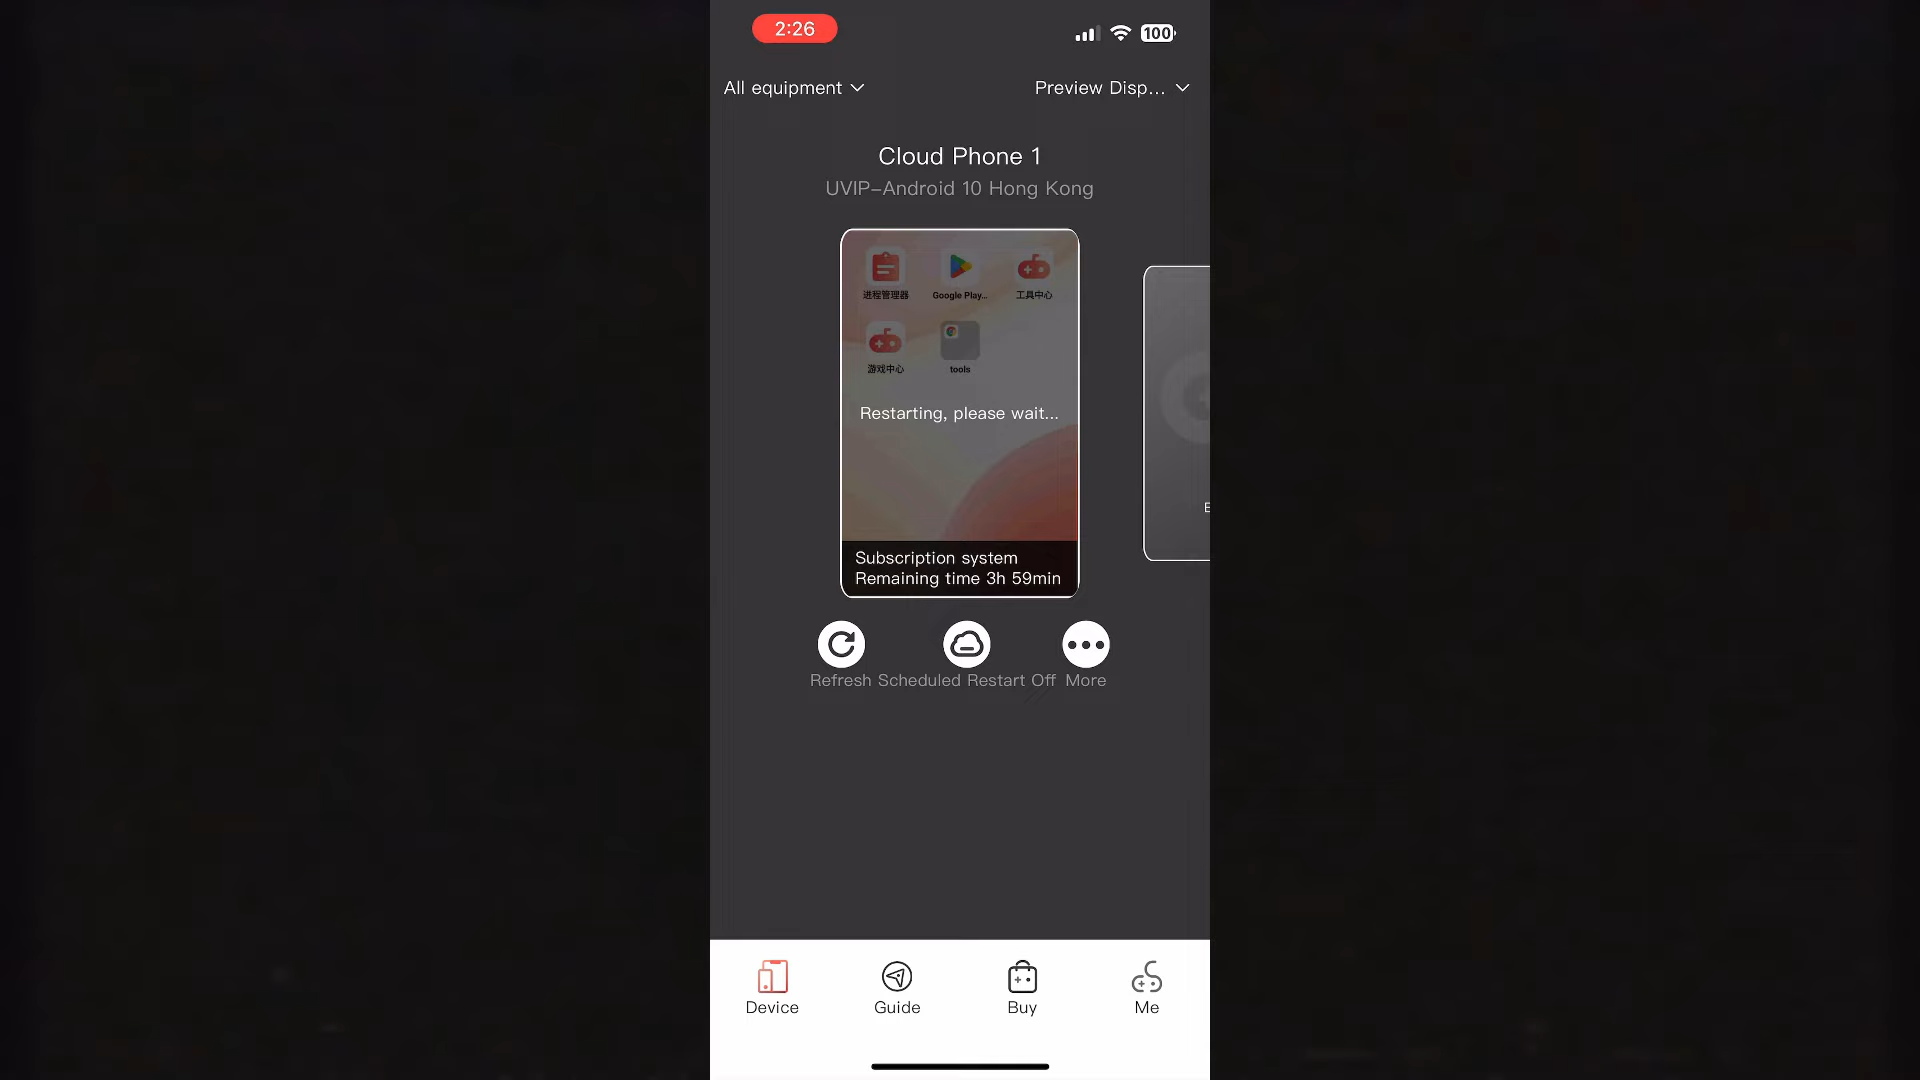 2:26
100
All equipment
Preview Disp...
Cloud Phone 1
UVIP-Android 10 Hong Kong
进程管理器
Google Play...
工具中心
游戏中心
tools
Restarting, please wait...
Subscription system
Remaining time 3h 59min
Refresh
Scheduled Restart Off
More
Device
Guide
Buy
Me